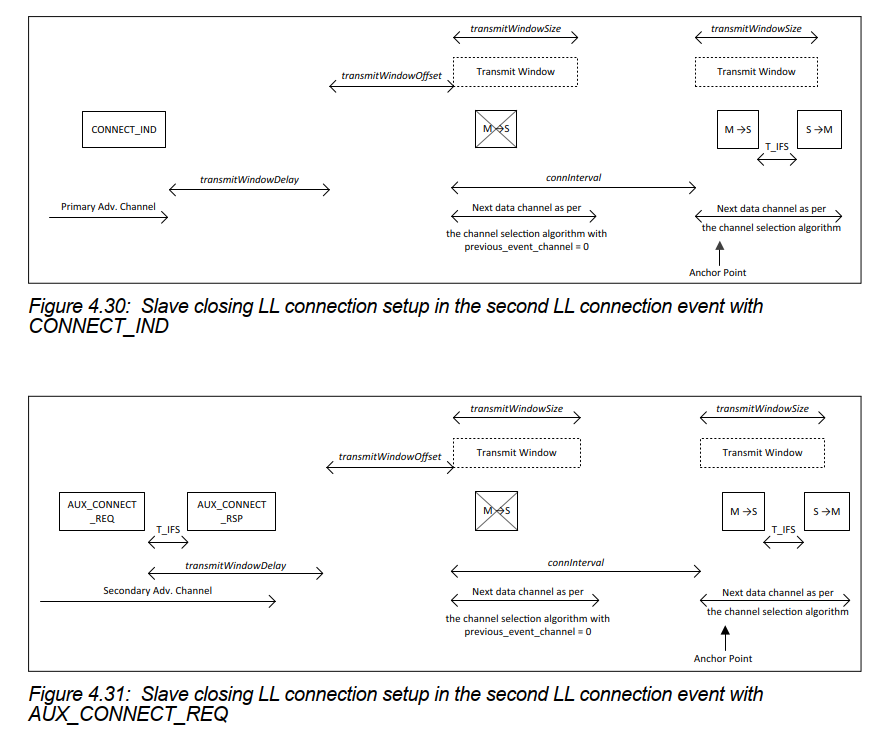 transmitWindowSize
transmitWindowSize
Transmit Window
Transmit Window
transmitWindowOffset
CONNECT_IND
M →S
M →S
S →M
T_IFS
transmitWindowDelay
connInterval
Primary Adv. Channel
Next data channel as per
the channel selection algorithm with
previous_event_channel = 0
Next data channel as per
the channel selection algorithm
Anchor Point
Figure 4.30: Slave closing LL connection setup in the second LL connection event with
CONNECT_IND
transmitWindowSize
transmitWindowSize
Transmit Window
Transmit Window
transmitWindowOffset
AUX_CONNECT
_REQ
AUX_CONNECT
_RSP
M →S
M →S
S →M
T_IFS
T_IFS
transmitWindowDelay
connInterval
Secondary Adv. Channel
Next data channel as per
the channel selection algorithm with
previous_event_channel = 0
Next data channel as per
the channel selection algorithm
Anchor Point
Figure 4.31: Slave closing LL connection setup in the second LL connection event with
AUX_CONNECT_REQ